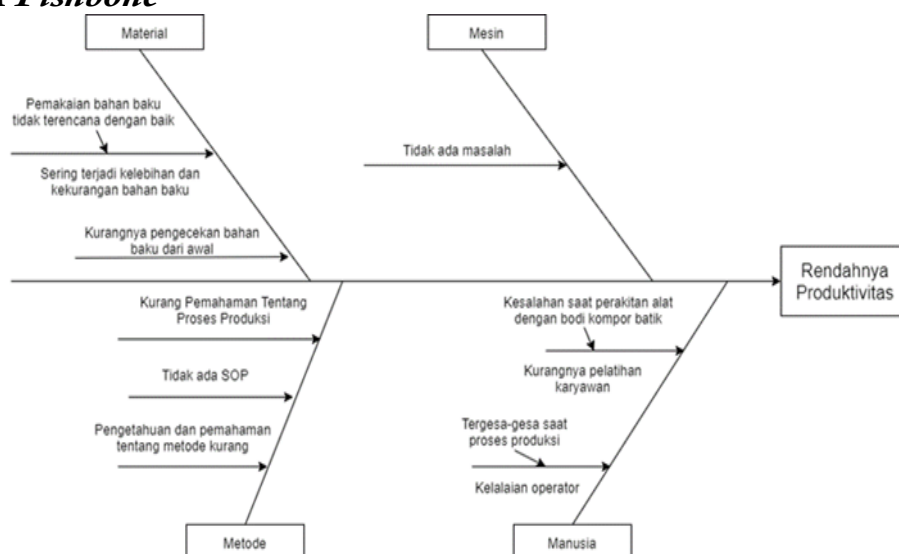 Fishbone
Material
Mesin
Pemakaian bahan baku
tidak terencana dengan baik
Tidak ada masalah
Sering terjadi kelebihan dan
kekurangan bahan baku
Kurangnya pengecekan bahan
baku dari awal
Rendahnya
Produktivitas
Kurang Pemahaman Tentang
Proses Produksi
Kesalahan saat perakitan alat
dengan bodi kompor batik
Tidak ada SOP
Kurangnya pelatihan
karyawan
Pengetahuan dan pemahaman
tentang metode kurang
Tergesa-gesa saat
proses produksi
Kelalaian operator
Metode
Manusia